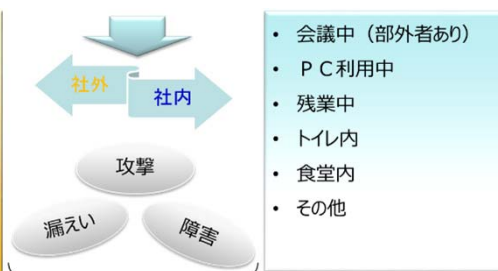 社外
社内
攻撃
漏えい
障害
• 会議中（部外者あり）
• ＰＣ利用中
• 残業中
• トイレ内
• 食堂内
• その他